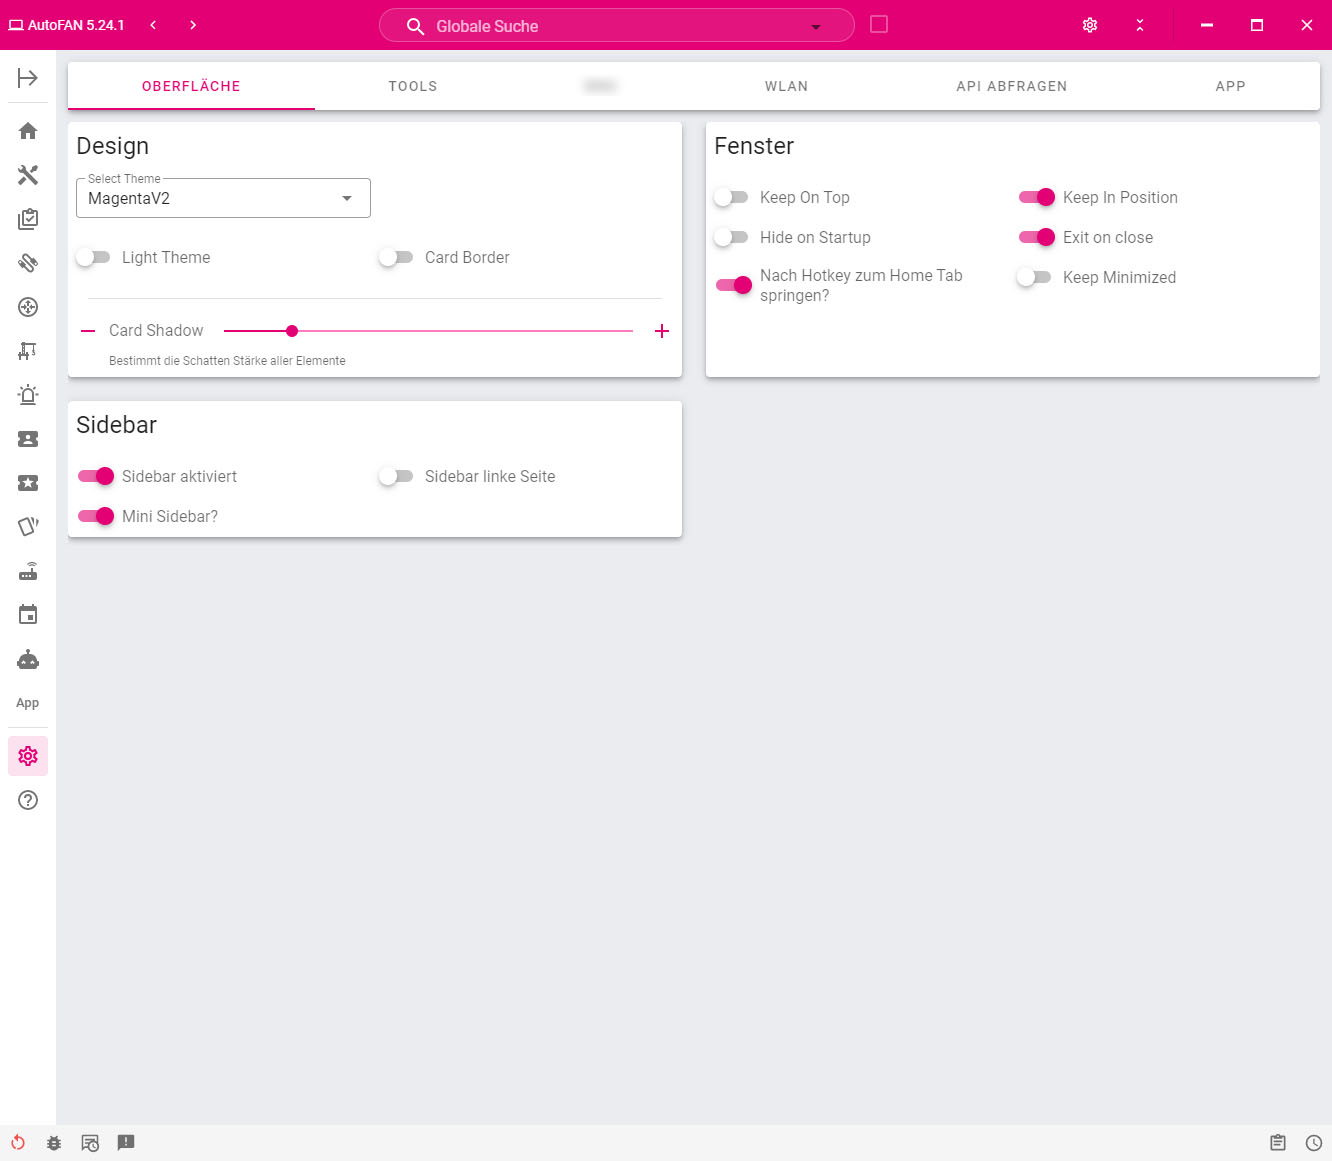 AutoFAN 5.24.1
Globale Suche
OBERFLÄCHE
TOOLS
WLAN
API ABFRAGEN
APP
Design
Select Theme
MagentaV2
Light Theme
Card Border
Card Shadow
Bestimmt die Schatten Stärke aller Elemente
Fenster
Keep On Top
Keep In Position
Hide on Startup
Exit on close
Nach Hotkey zum Home Tab
springen?
Keep Minimized
Sidebar
Sidebar aktiviert
Sidebar linke Seite
Mini Sidebar?
App